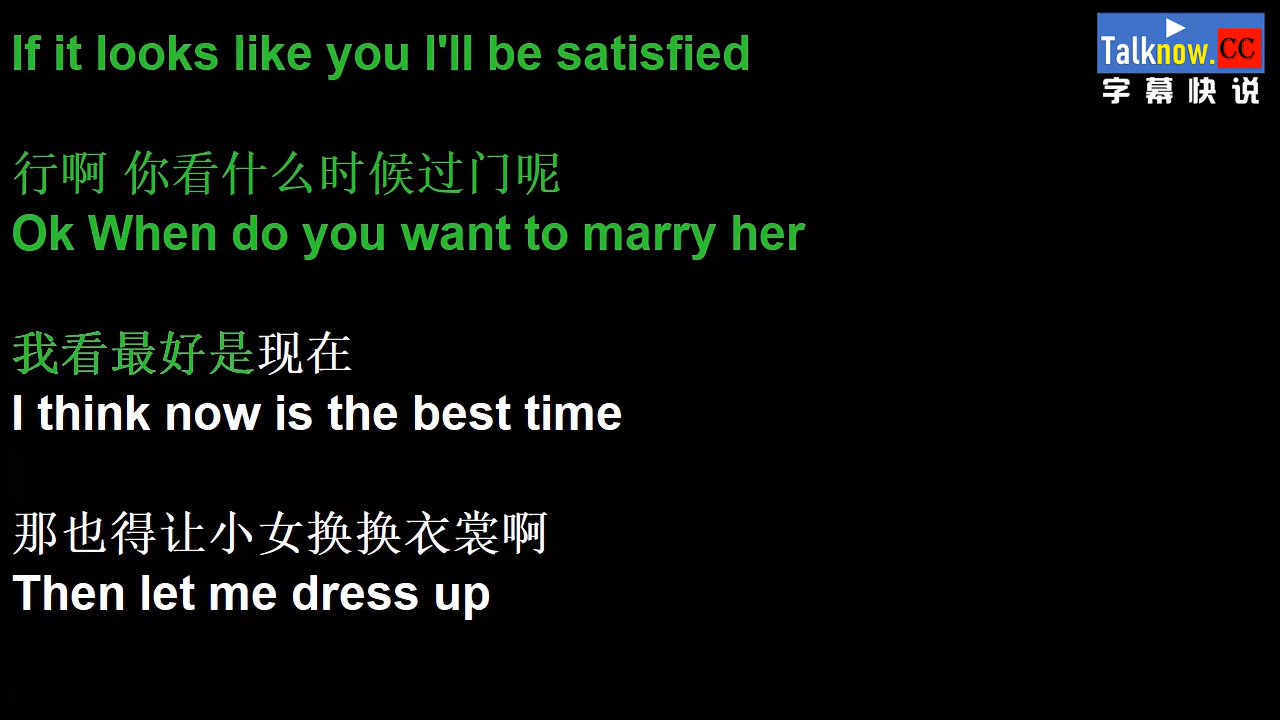 If it looks like you I'll be satisfied
Talknow.CC
字幕快说
行啊 你看什么时候过门呢
Ok When do you want to marry her
我看最好是现在
I think now is the best time
那也得让小女换换衣裳啊
Then let me dress up